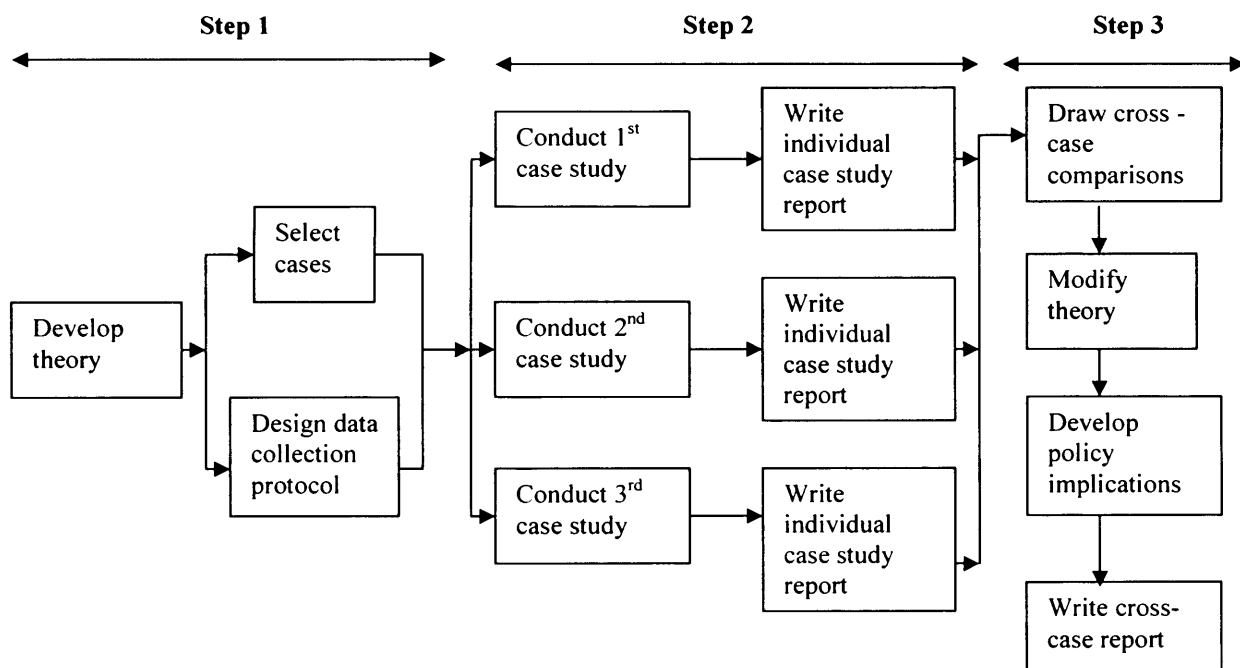 Step 1
Step 2
Step 3
Develop
theory
Select
cases
Design data
collection
protocol
Conduct 1st
case study
Write
individual
case study
report
Conduct 2nd
case study
Write
individual
case study
report
Conduct 3rd
case study
Write
individual
case study
report
Draw cross -
case
comparisons
Modify
theory
Develop
policy
implications
Write cross-
case report